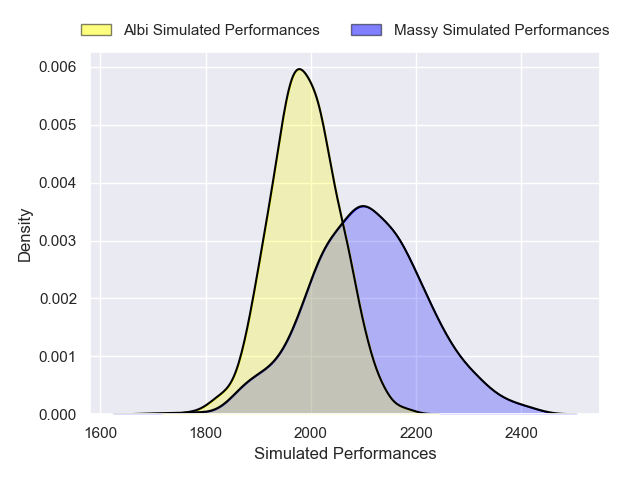 Albi Simulated Performances Massy Simulated Performances
0.006
0.005
0.004
0.003
0.002
0.001
0.000
Density
1600 1800 2000 2200 2400
Simulated Performances